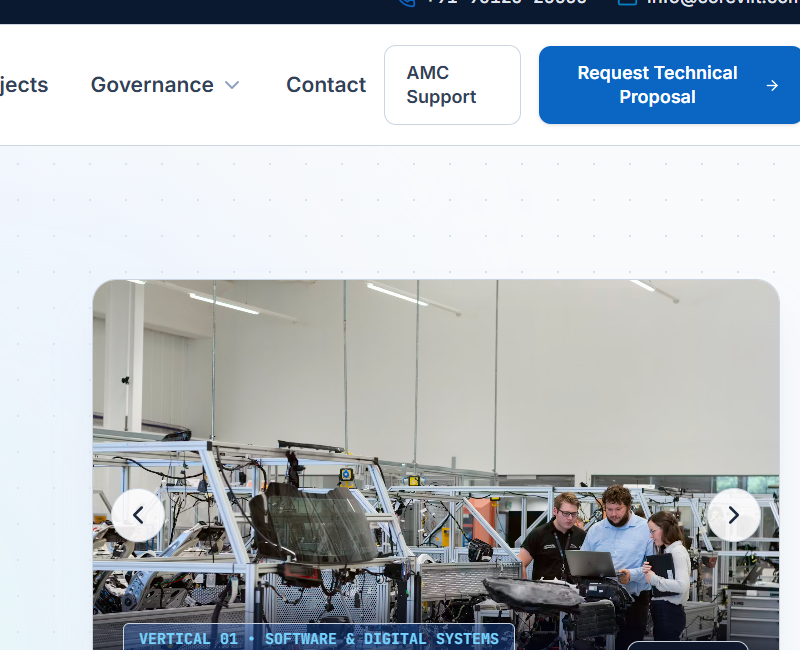 jects
Governance
Contact
AMC
Support
Request Technical
Proposal
VERTICAL 01 • SOFTWARE & DIGITAL SYSTEMS